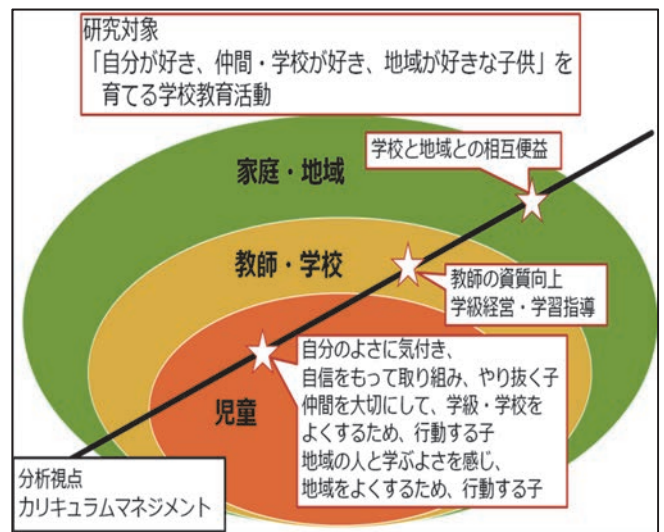 研究対象
「自分が好き、仲間・学校が好き、地域が好きな子供」を
育てる学校教育活動
学校と地域との相互便益
家庭・地域
教師・学校
教師の資質向上
学級経営・学習指導
児童
自分のよさに気付き、
自信をもって取り組み、やり抜く子
仲間を大切にして、学級・学校を
よくするため、行動する子
地域の人と学ぶよさを感じ、
地域をよくするため、行動する子
分析視点
カリキュラムマネジメント